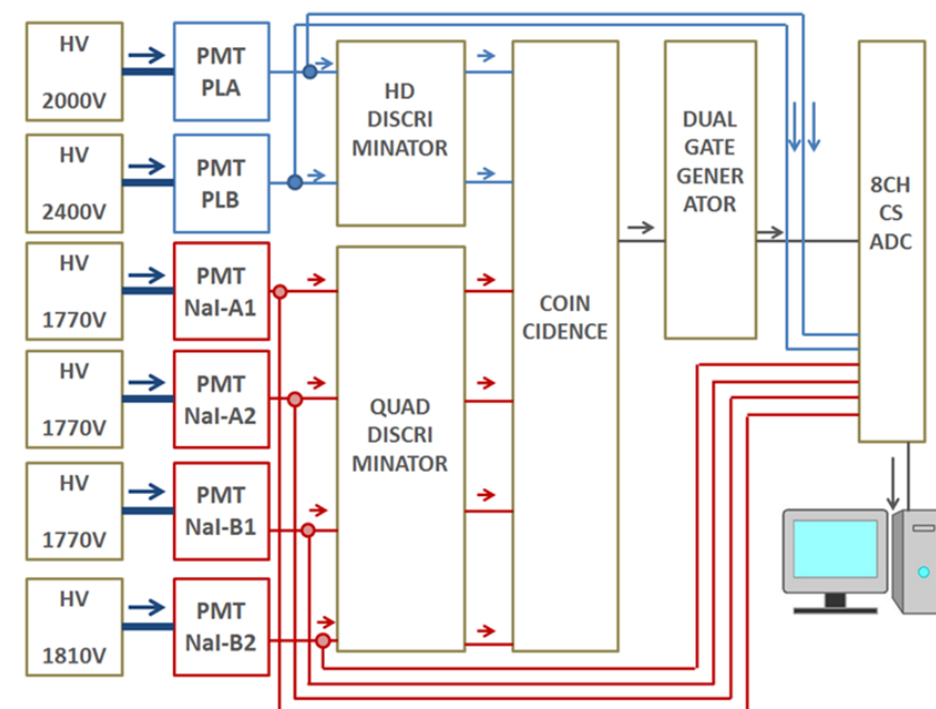 HV
2000V
PMT
PLA
HV
2400V
PMT
PLB
HV
1770V
PMT
NaI-A1
HV
1770V
PMT
NaI-A2
HV
1770V
PMT
NaI-B1
HV
1810V
PMT
NaI-B2
HD
DISCRI
MINATOR
QUAD
DISCRI
MINATOR
COIN
CIDENCE
DUAL
GATE
GENER
ATOR
8CH
CS
ADC